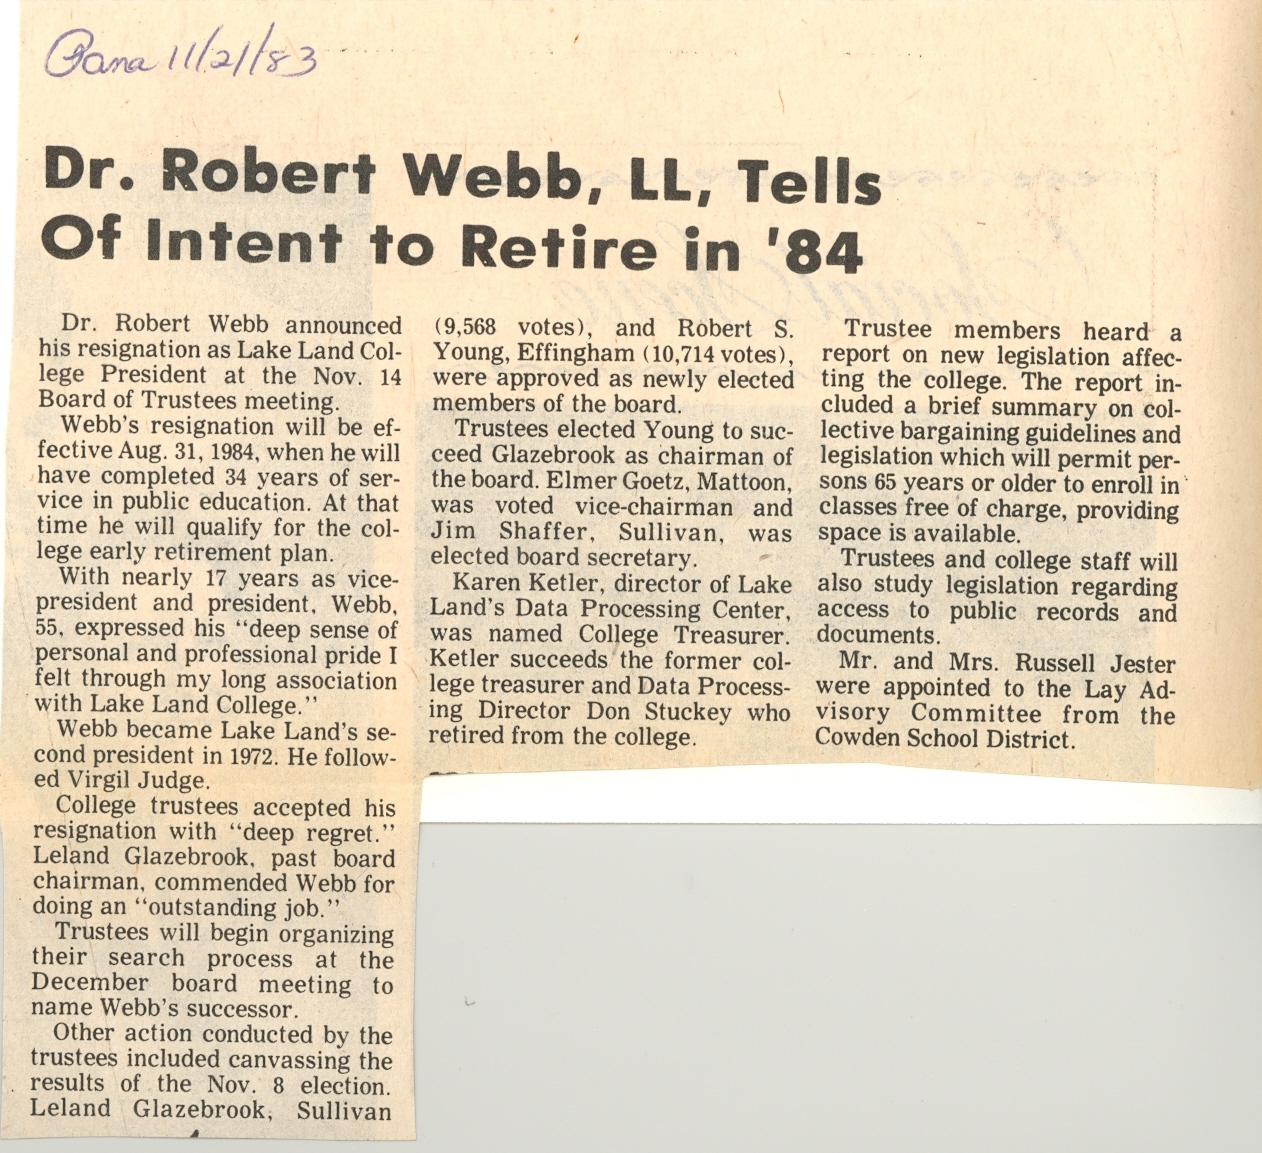 Pana 11/21/83
Dr. Robert Webb, LL, Tells
Of Intent to Retire in '84
Dr. Robert Webb announced
his resignation as Lake Land Col-
lege President at the Nov. 14
Board of Trustees meeting.
Webb's resignation will be ef-
fective Aug. 31, 1984, when he will
have completed 34 years of ser-
vice in public education. At that
time he will qualify for the col-
lege early retirement plan.
With nearly 17 years as vice-
president and president, Webb,
55, expressed his "deep sense of
personal and professional pride I
felt through my long association
with Lake Land College."
Webb became Lake Land's se-
cond president in 1972. He follow-
ed Virgil Judge.
College trustees accepted his
resignation with "deep regret."
Leland Glazebrook, past board
chairman, commended Webb for
doing an "outstanding job."
Trustees will begin organizing
their search process at the
December board meeting to
name Webb's successor.
Other action conducted by the
trustees included canvassing the
results of the Nov. 8 election.
Leland Glazebrook, Sullivan
(9,568 votes), and Robert S.
Young, Effingham (10,714 votes),
were approved as newly elected
members of the board.
Trustees elected Young to suc-
ceed Glazebrook as chairman of
the board. Elmer Goetz, Mattoon,
was voted vice-chairman and
Jim Shaffer, Sullivan, was
elected board secretary.
Karen Ketler, director of Lake
Land's Data Processing Center,
was named College Treasurer.
Ketler succeeds the former col-
lege treasurer and Data Process-
ing Director Don Stuckey who
retired from the college.
Trustee members heard a
report on new legislation affec-
ting the college. The report in-
cluded a brief summary on col-
lective bargaining guidelines and
legislation which will permit per-
sons 65 years or older to enroll in
classes free of charge, providing
space is available.
Trustees and college staff will
also study legislation regarding
access to public records and
documents.
Mr. and Mrs. Russell Jester
were appointed to the Lay Ad-
visory Committee from the
Cowden School District.